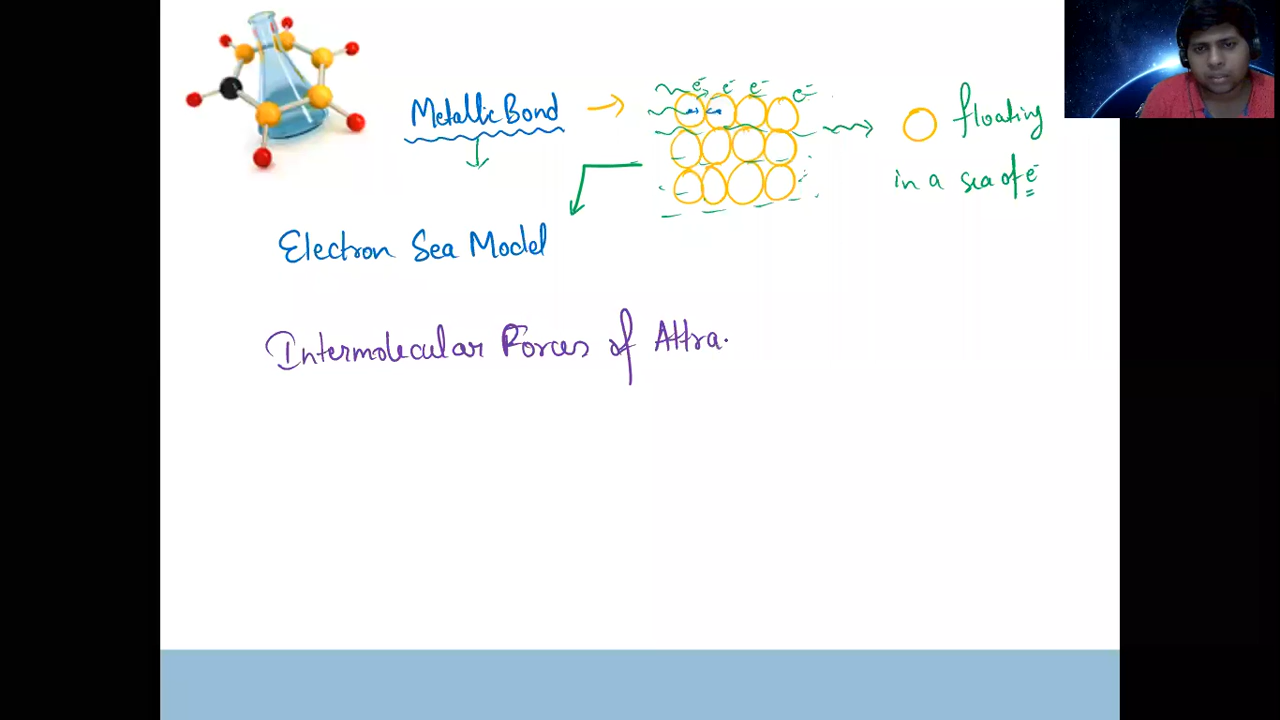 Metallic Bond → e⁻ e⁻ e⁻ e⁻ → floating
in a sea of e⁻
Electron Sea Model
Intermolecular Forces of Attra.